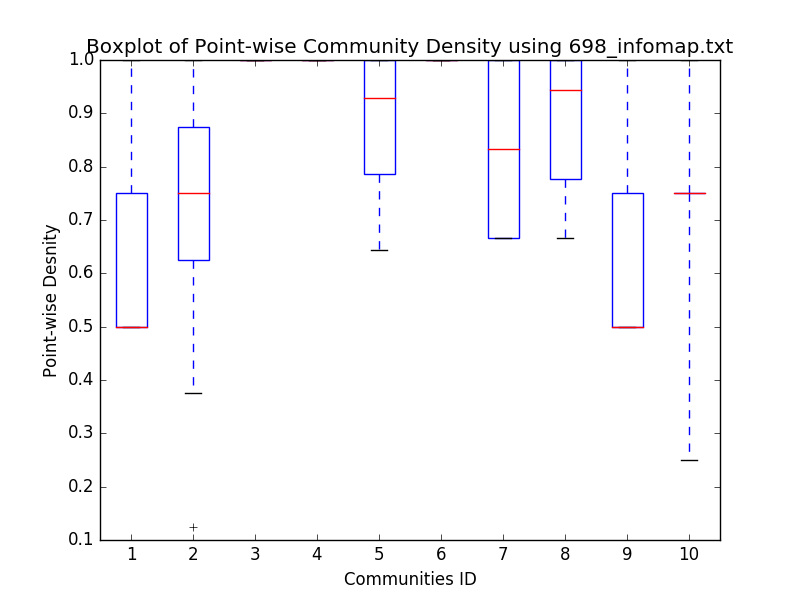 Boxplot of Point-wise Community Density using 698_infomap.txt
1.0
0.9
0.8
0.7
0.6
0.5
0.4
0.3
0.2
0.1
Point-wise Desnity
1 2 3 4 5 6 7 8 9 10
Communities ID